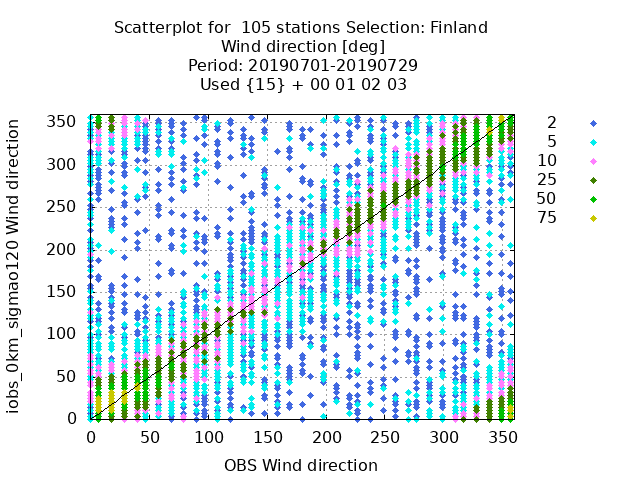 Scatterplot for  105 stations Selection: Finland
Wind direction [deg]
Period: 20190701-20190729
Used {15} + 00 01 02 03
iobs_0km_sigmao120 Wind direction
350
300
250
200
150
100
50
0
0 50 100 150 200 250 300 350
OBS Wind direction
2
5
10
25
50
75